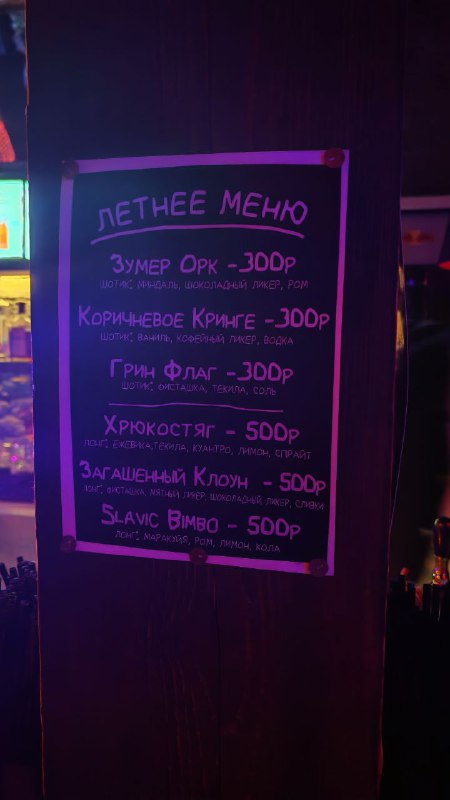 ЛЕТНЕЕ МЕНЮ
Зумер Орк -300р
шотик: миндаль, шоколадный ликер, ром
Коричневое Кринге -300р
шотик: ваниль, кофейный ликер, водка
Грин Флаг -300р
шотик: фисташка, текила, соль
Хрюкостяг - 500р
лонг: ежевика, текила, куантро, лимон, спрайт
Загашенный Клоун - 500р
лонг: фисташка, мятный ликер, шоколадный ликер, сливки
Slavic Bimbo - 500р
лонг: маракуйя, ром, лимон, кола